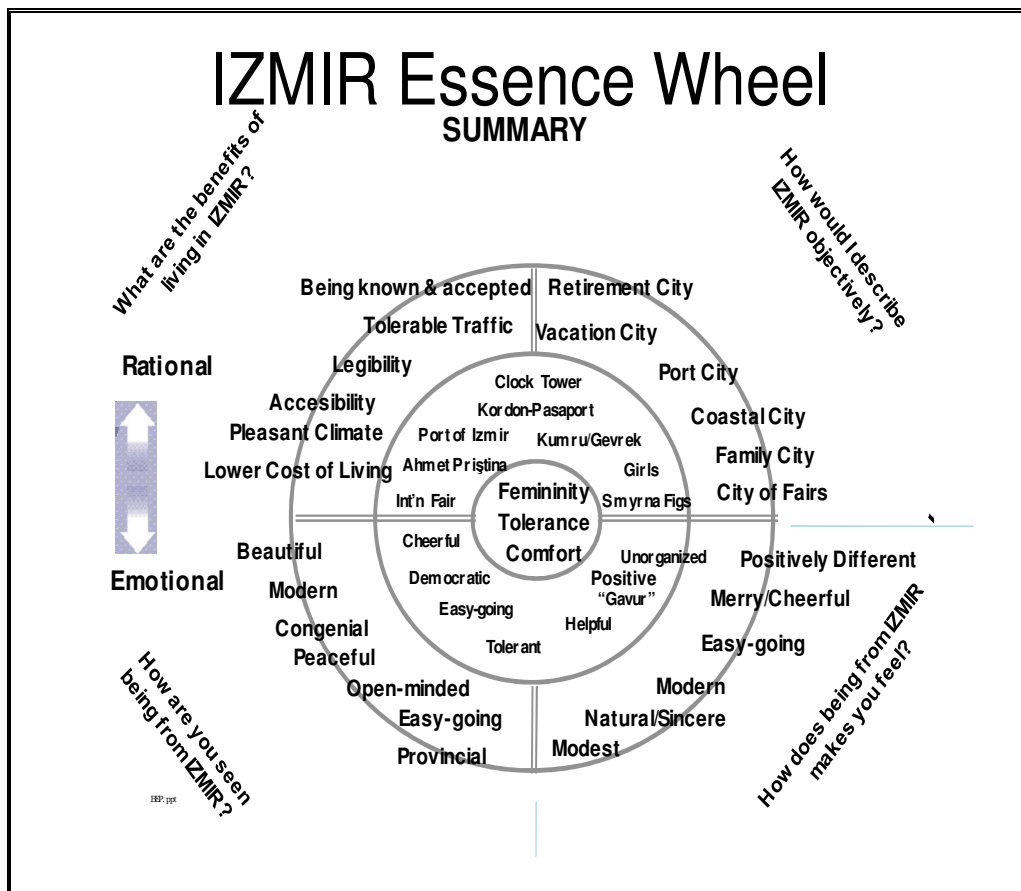 IZMIR Essence Wheel
SUMMARY
What are the benefits of
living in IZMIR?
How would I describe
IZMIR objectively?
Rational
Emotional
Being known & accepted
Tolerable Traffic
Legibility
Accesibility
Pleasant Climate
Lower Cost of Living
Retirement City
Vacation City
Port City
Coastal City
Family City
City of Fairs
Clock Tower
Kordon-Pasaport
Port of Izmir
Kumru/Gevrek
Ahmet Priştina
Girls
Int'n Fair
Smyrna Figs
Femininity
Tolerance
Comfort
Cheerful
Democratic
Easy-going
Tolerant
Unorganized
Positive
“Gavur”
Helpful
Beautiful
Modern
Congenial
Peaceful
Open-minded
Easy-going
Provincial
Positively Different
Merry/Cheerful
Easy-going
Modern
Natural/Sincere
Modest
How are you seen
being from IZMIR?
How does being from IZMIR
makes you feel?
BEP.ppt